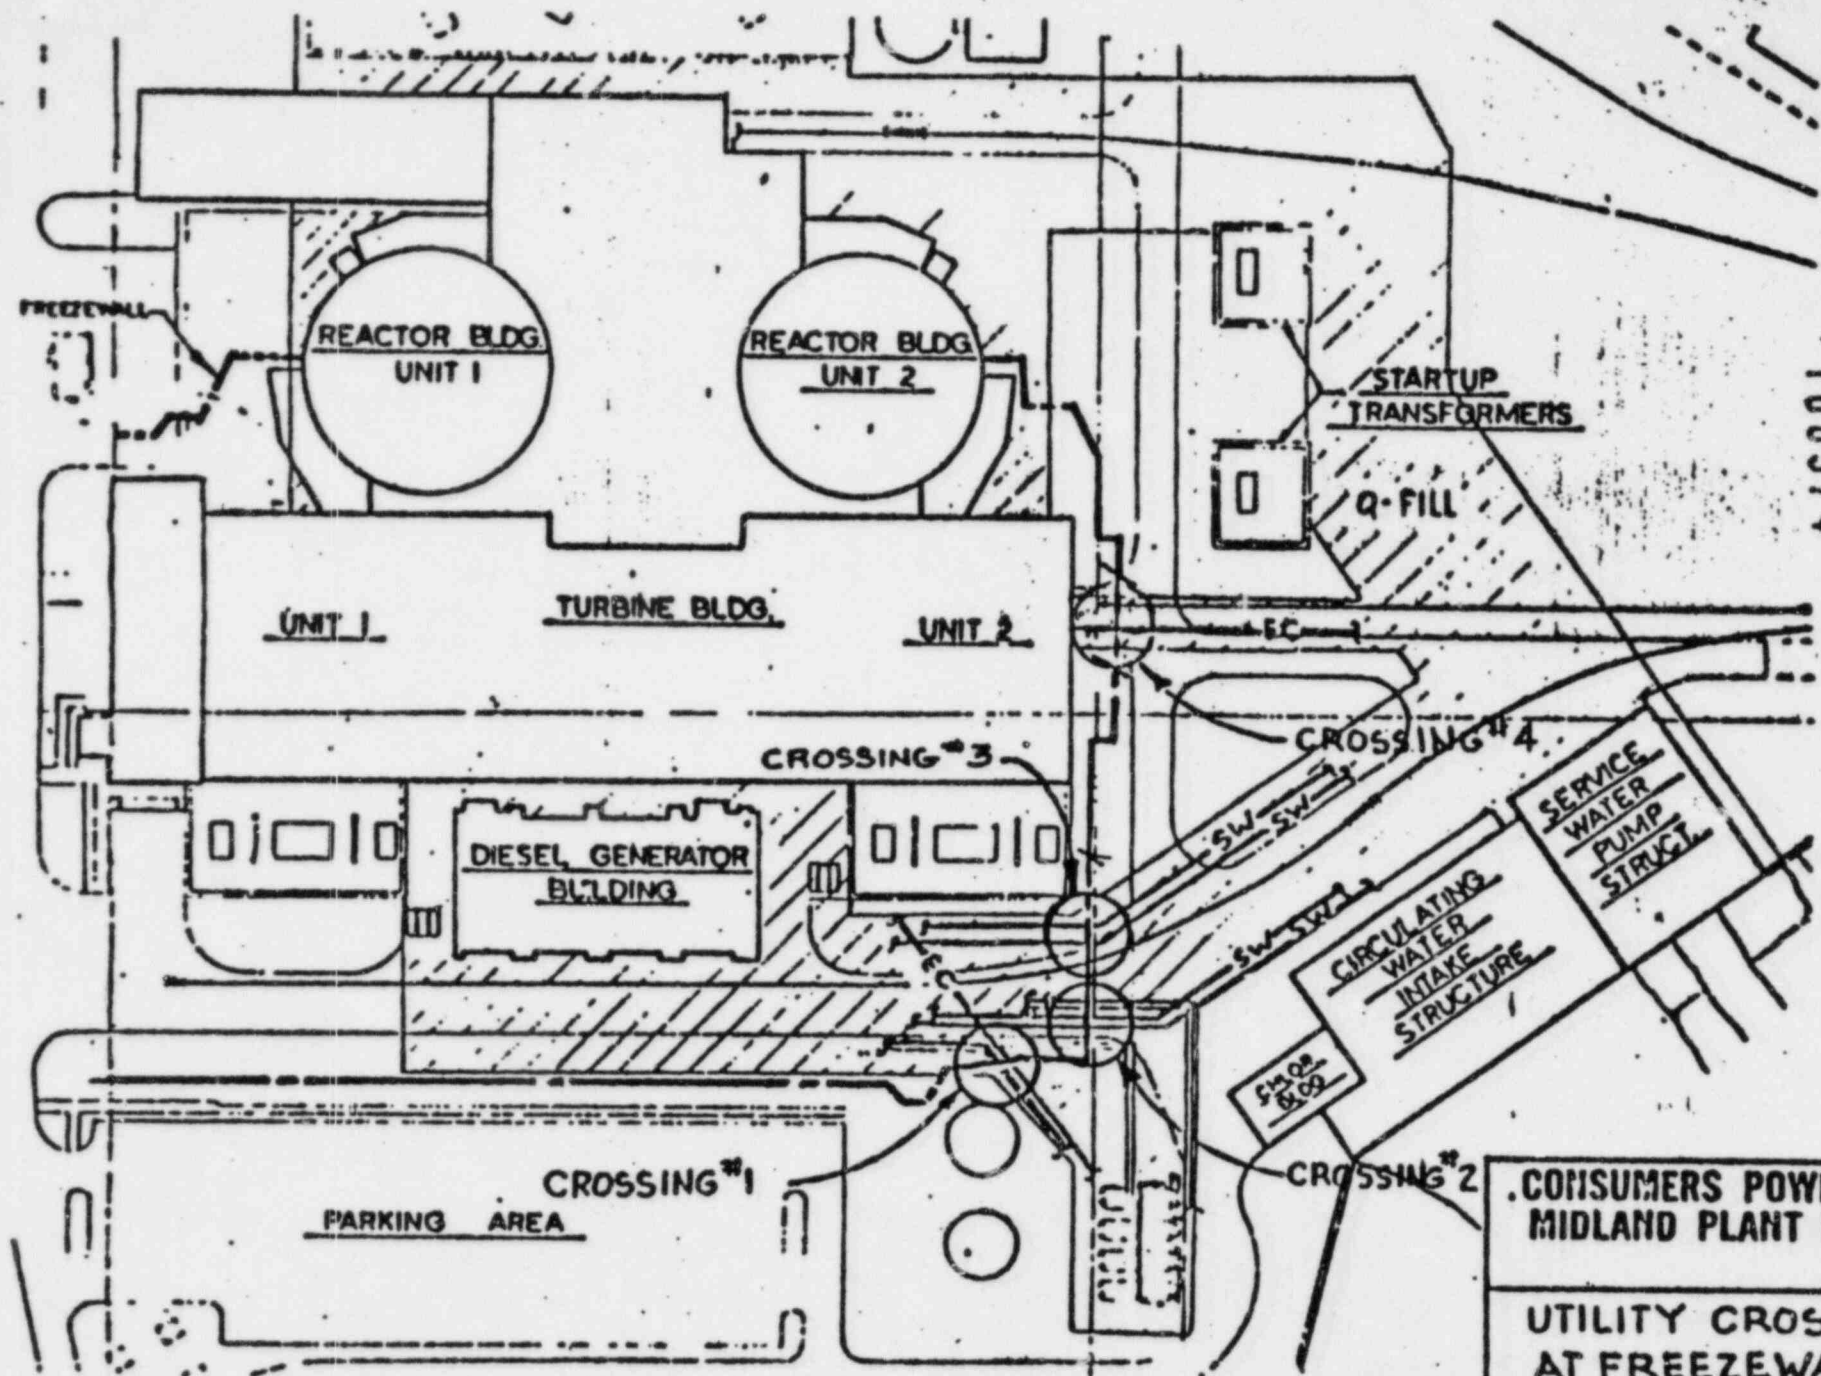 FREEZEWALL
REACTOR BLDG.
UNIT 1
REACTOR BLDG
UNIT 2
STARTUP
TRANSFORMERS
Q-FILL
UNIT 1
TURBINE BLDG.
UNIT 2
EC
CROSSING #3
CROSSING #4
SW
SW
SERVICE
WATER
PUMP
STRUCT.
DIESEL GENERATOR
BUILDING
EC
SW
SW
CIRCULATING
WATER
INTAKE
STRUCTURE
CROSSING #1
CROSSING #2
PARKING AREA
CONSUMERS POW
MIDLAND PLANT
UTILITY CROS
AT FREEZEWA